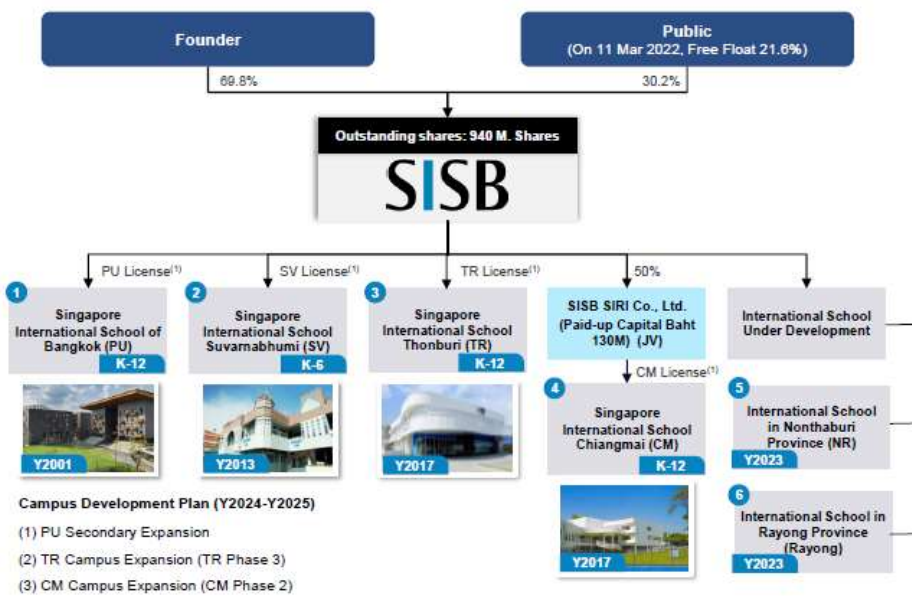 Founder
Public
(On 11 Mar 2022, Free Float 21.6%)
69.8%
30.2%
Outstanding shares: 940 M. Shares
SISB
PU License(1)
SV License(1)
TR License(1)
50%
1
Singapore
International School of
Bangkok (PU)
K-12
Y2001
2
Singapore
International School
Suvarnabhumi (SV)
K-6
Y2013
3
Singapore
International School
Thonburi (TR)
K-12
Y2017
SISB SIRI Co., Ltd.
(Paid-up Capital Baht
130M) (JV)
CM License(1)
4
Singapore
International School
Chiangmai (CM)
K-12
Y2017
International School
Under Development
5
International School
in Nonthaburi
Province (NR)
Y2023
6
International School in
Rayong Province
(Rayong)
Y2023
Campus Development Plan (Y2024-Y2025)
(1) PU Secondary Expansion
(2) TR Campus Expansion (TR Phase 3)
(3) CM Campus Expansion (CM Phase 2)